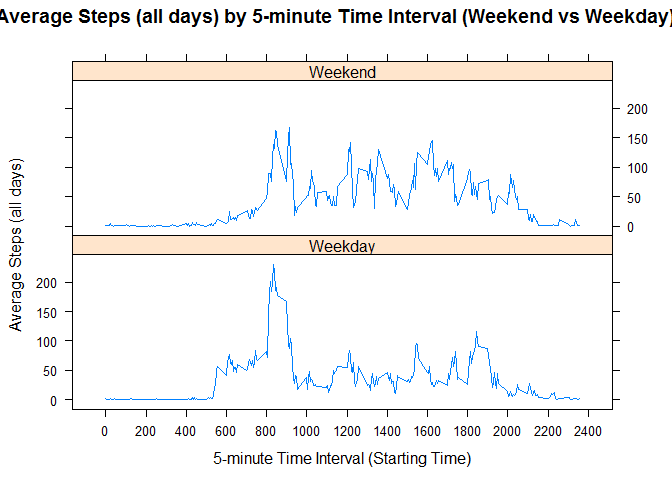 Average Steps (all days) by 5-minute Time Interval (Weekend vs Weekday)
Weekend
200
150
100
50
0
Average Steps (all days)
Weekday
200
150
100
50
0
0 200 400 600 800 1000 1200 1400 1600 1800 2000 2200 2400
5-minute Time Interval (Starting Time)